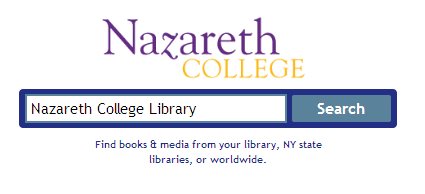 Nazareth
COLLEGE
Nazareth College Library Search
Find books & media from your library, NY state
libraries, or worldwide.